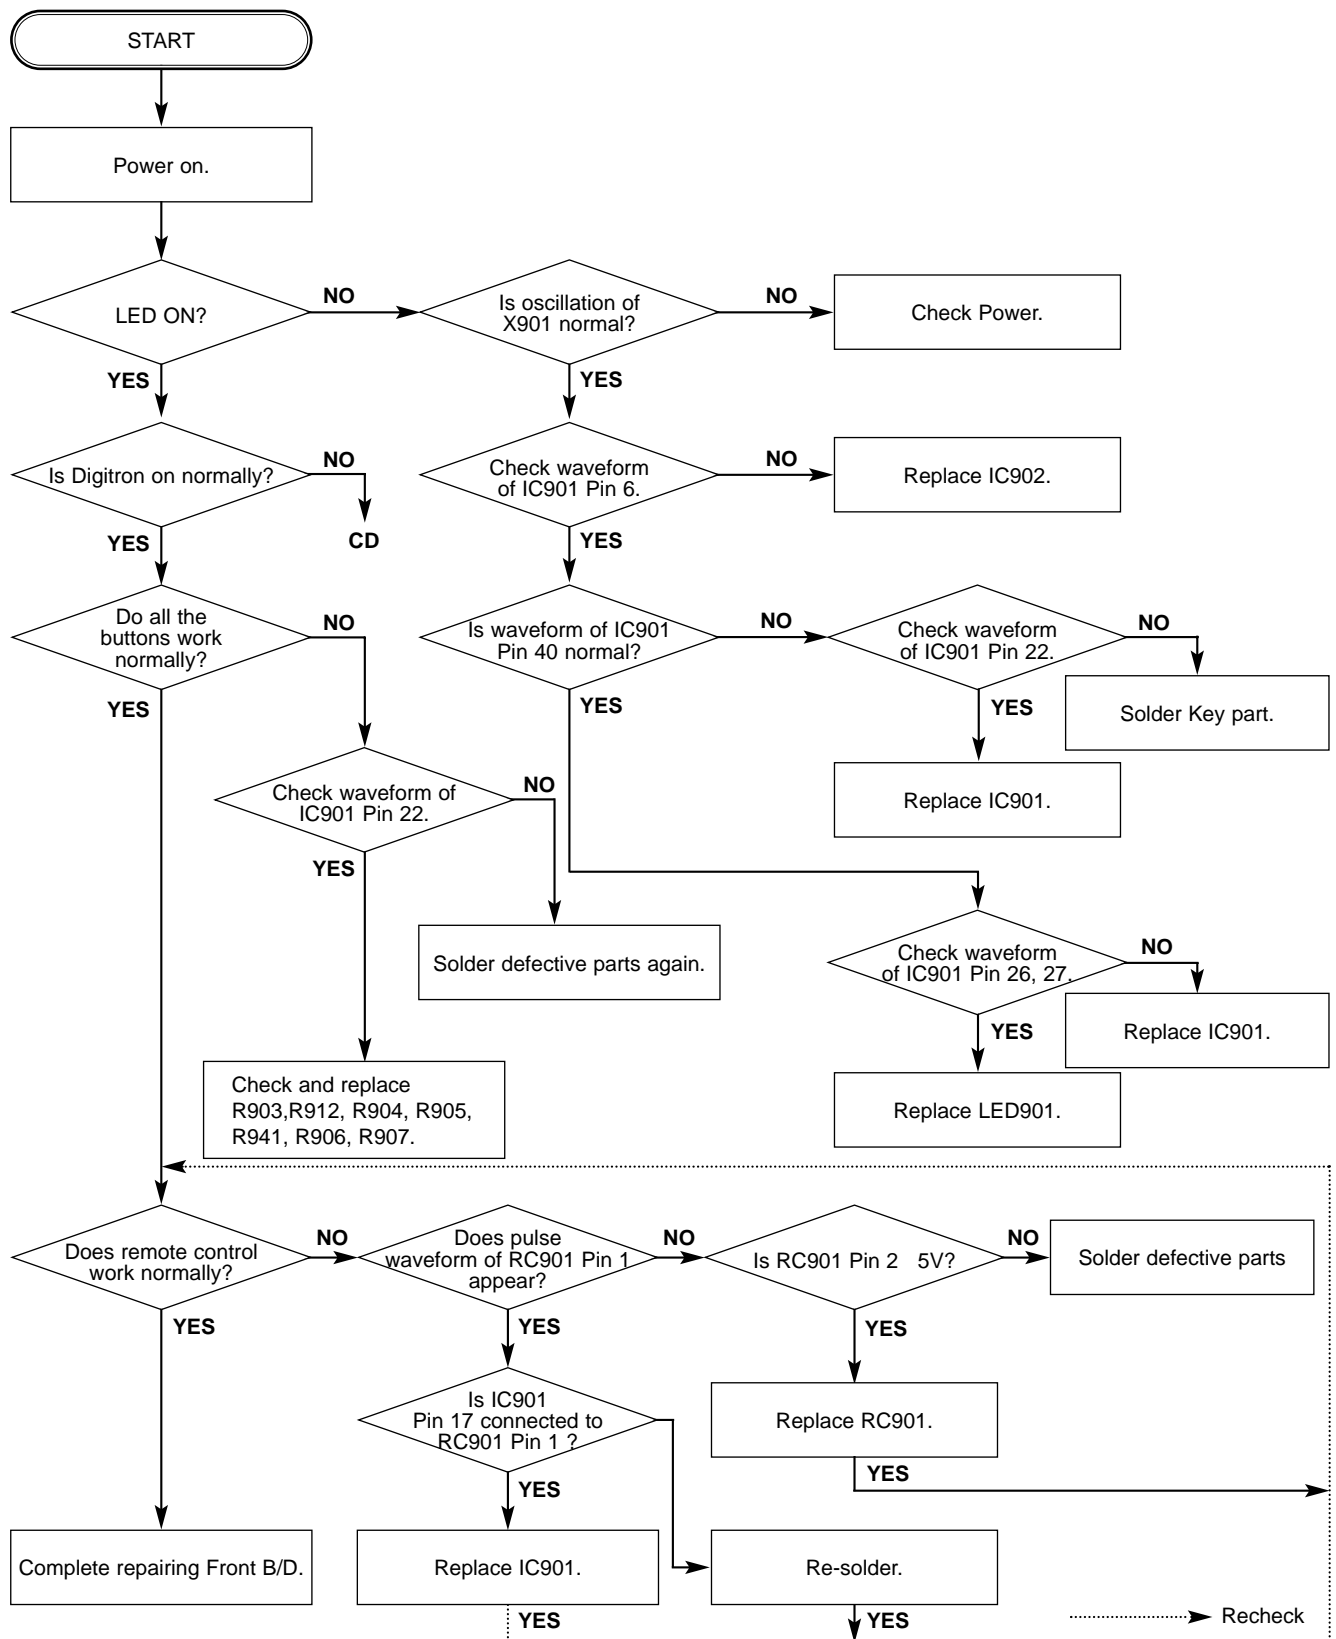 START
Power on.
LED ON?
NO
Is oscillation of
X901 normal?
NO
Check Power.
YES
YES
Is Digitron on normally?
NO
CD
Check waveform
of IC901 Pin 6.
NO
Replace IC902.
YES
YES
Do all the
buttons work
normally?
NO
Is waveform of IC901
Pin 40 normal?
NO
Check waveform
of IC901 Pin 22.
NO
Solder Key part.
YES
YES
YES
Replace IC901.
Check waveform of
IC901 Pin 22.
NO
YES
Solder defective parts again.
Check waveform
of IC901 Pin 26, 27.
NO
Replace IC901.
YES
Replace LED901.
Check and replace
R903,R912, R904, R905,
R941, R906, R907.
Does remote control
work normally?
NO
Does pulse
waveform of RC901 Pin 1
appear?
NO
Is RC901 Pin 2 5V?
NO
Solder defective parts
YES
YES
YES
Is IC901
Pin 17 connected to
RC901 Pin 1 ?
Replace RC901.
YES
YES
Complete repairing Front B/D.
Replace IC901.
Re-solder.
YES
YES
Recheck